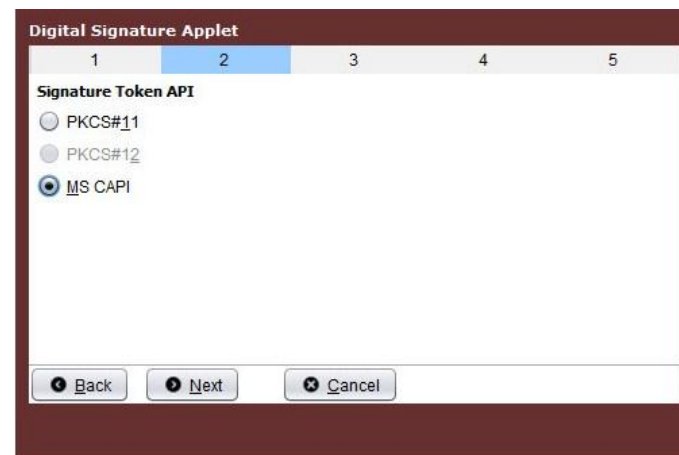 Digital Signature Applet
1 2 3 4 5
Signature Token API
PKCS#11
PKCS#12
MS CAPI
Back Next Cancel